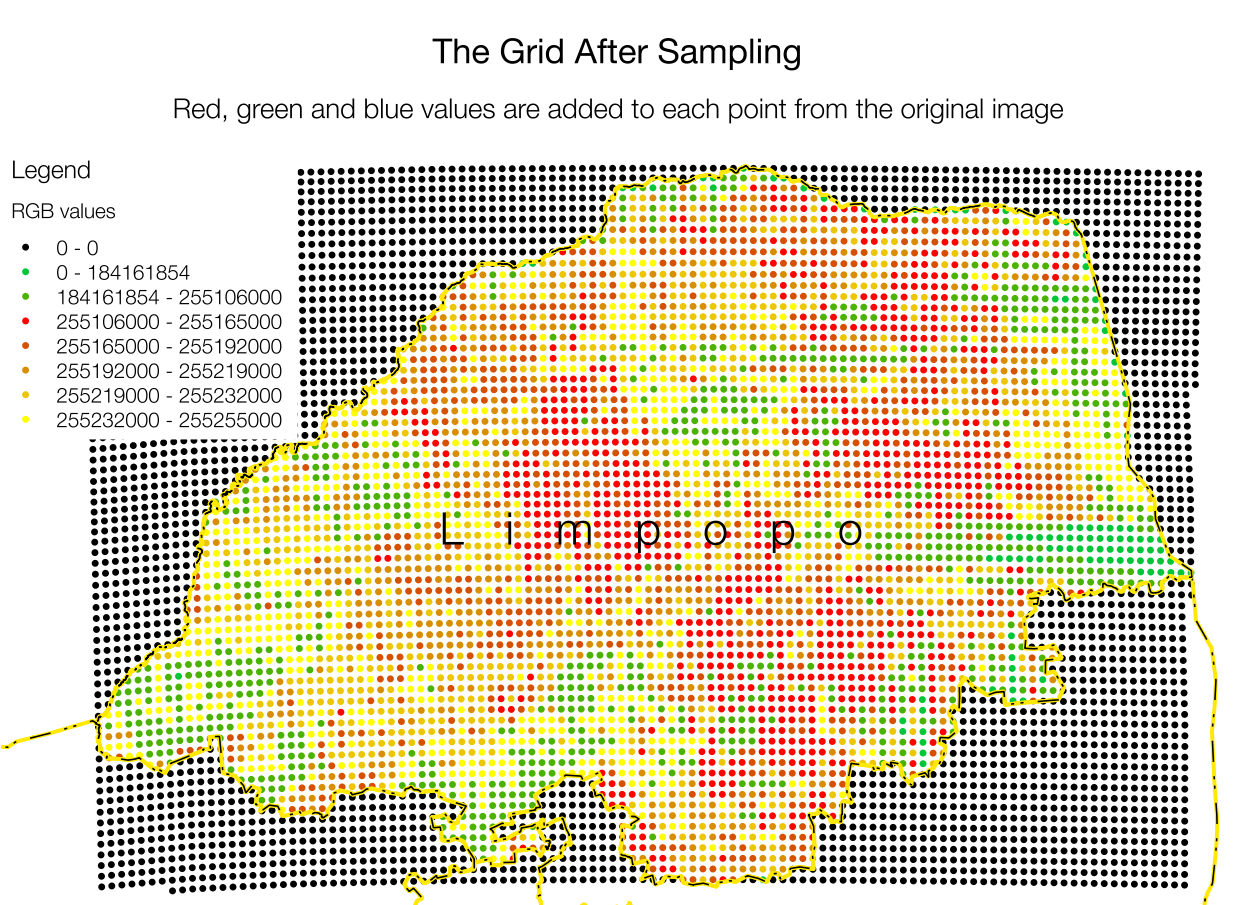 The Grid After Sampling
Red, green and blue values are added to each point from the original image
Legend
RGB values
0 - 0
0 - 184161854
184161854 - 255106000
255106000 - 255165000
255165000 - 255192000
255192000 - 255219000
255219000 - 255232000
255232000 - 255255000
Limpopo